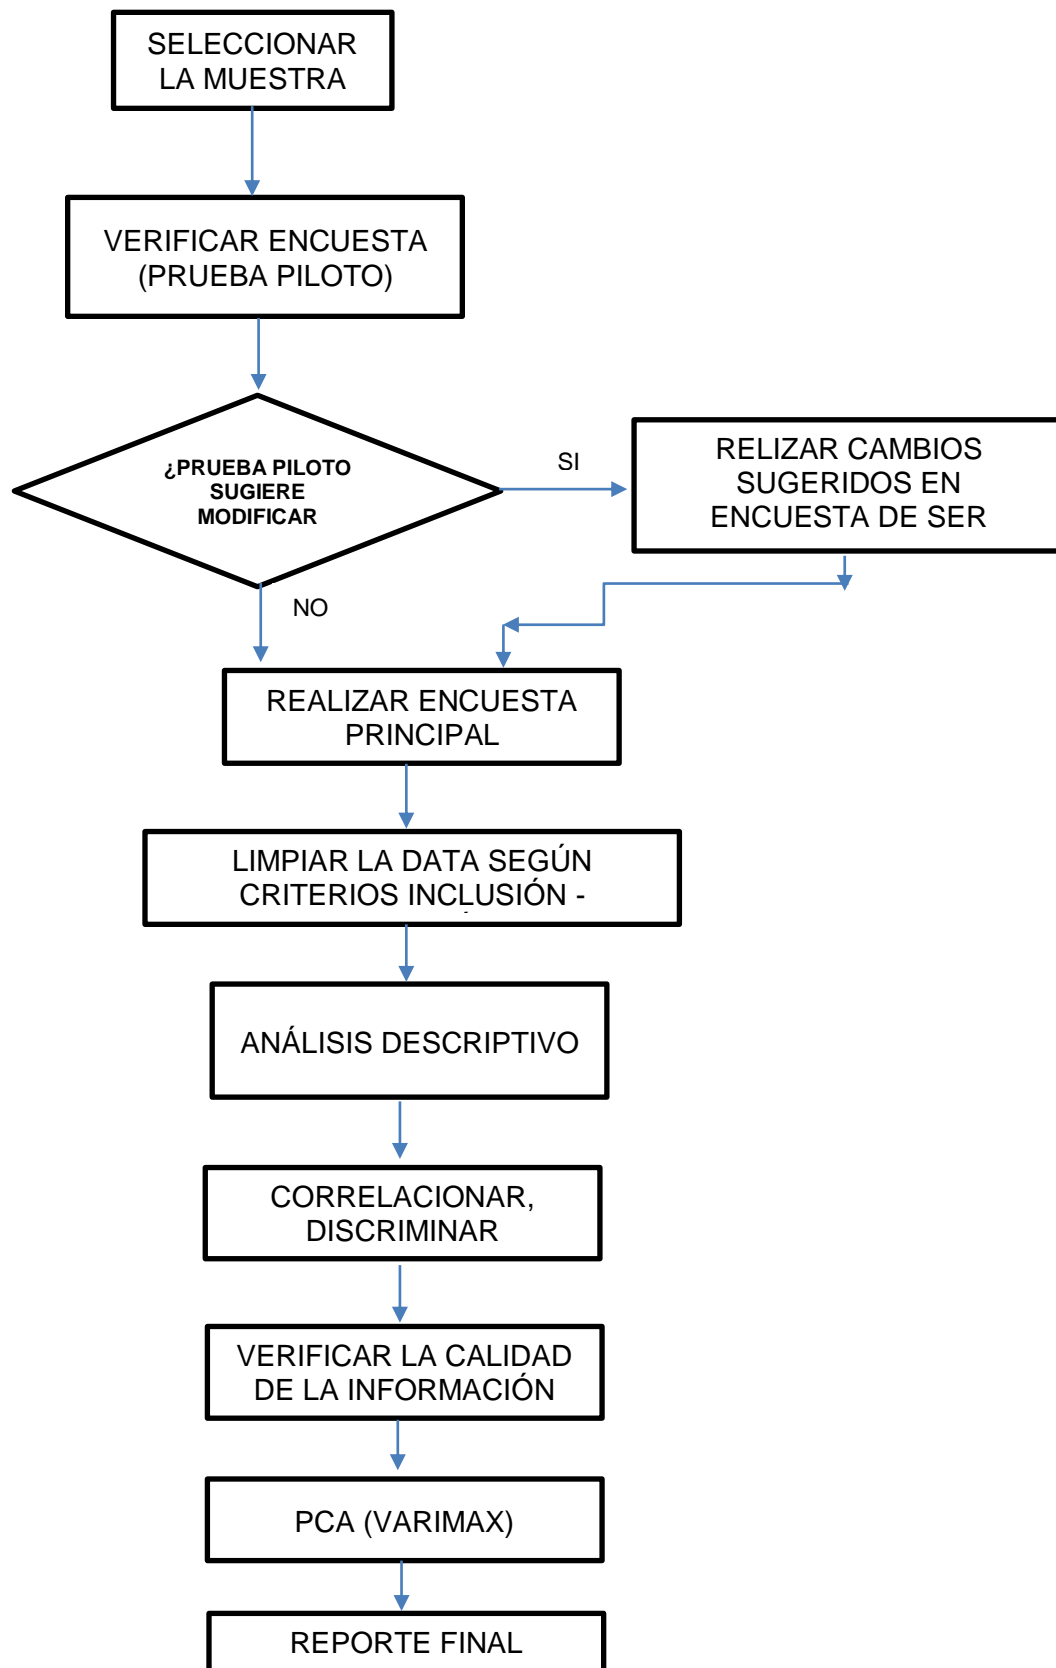 SELECCIONAR
LA MUESTRA
VERIFICAR ENCUESTA
(PRUEBA PILOTO)
¿PRUEBA PILOTO
SUGIERE
MODIFICAR
SI
RELIZAR CAMBIOS
SUGERIDOS EN
ENCUESTA DE SER
NO
REALIZAR ENCUESTA
PRINCIPAL
LIMPIAR LA DATA SEGÚN
CRITERIOS INCLUSIÓN -
ANÁLISIS DESCRIPTIVO
CORRELACIONAR,
DISCRIMINAR
VERIFICAR LA CALIDAD
DE LA INFORMACIÓN
PCA (VARIMAX)
REPORTE FINAL